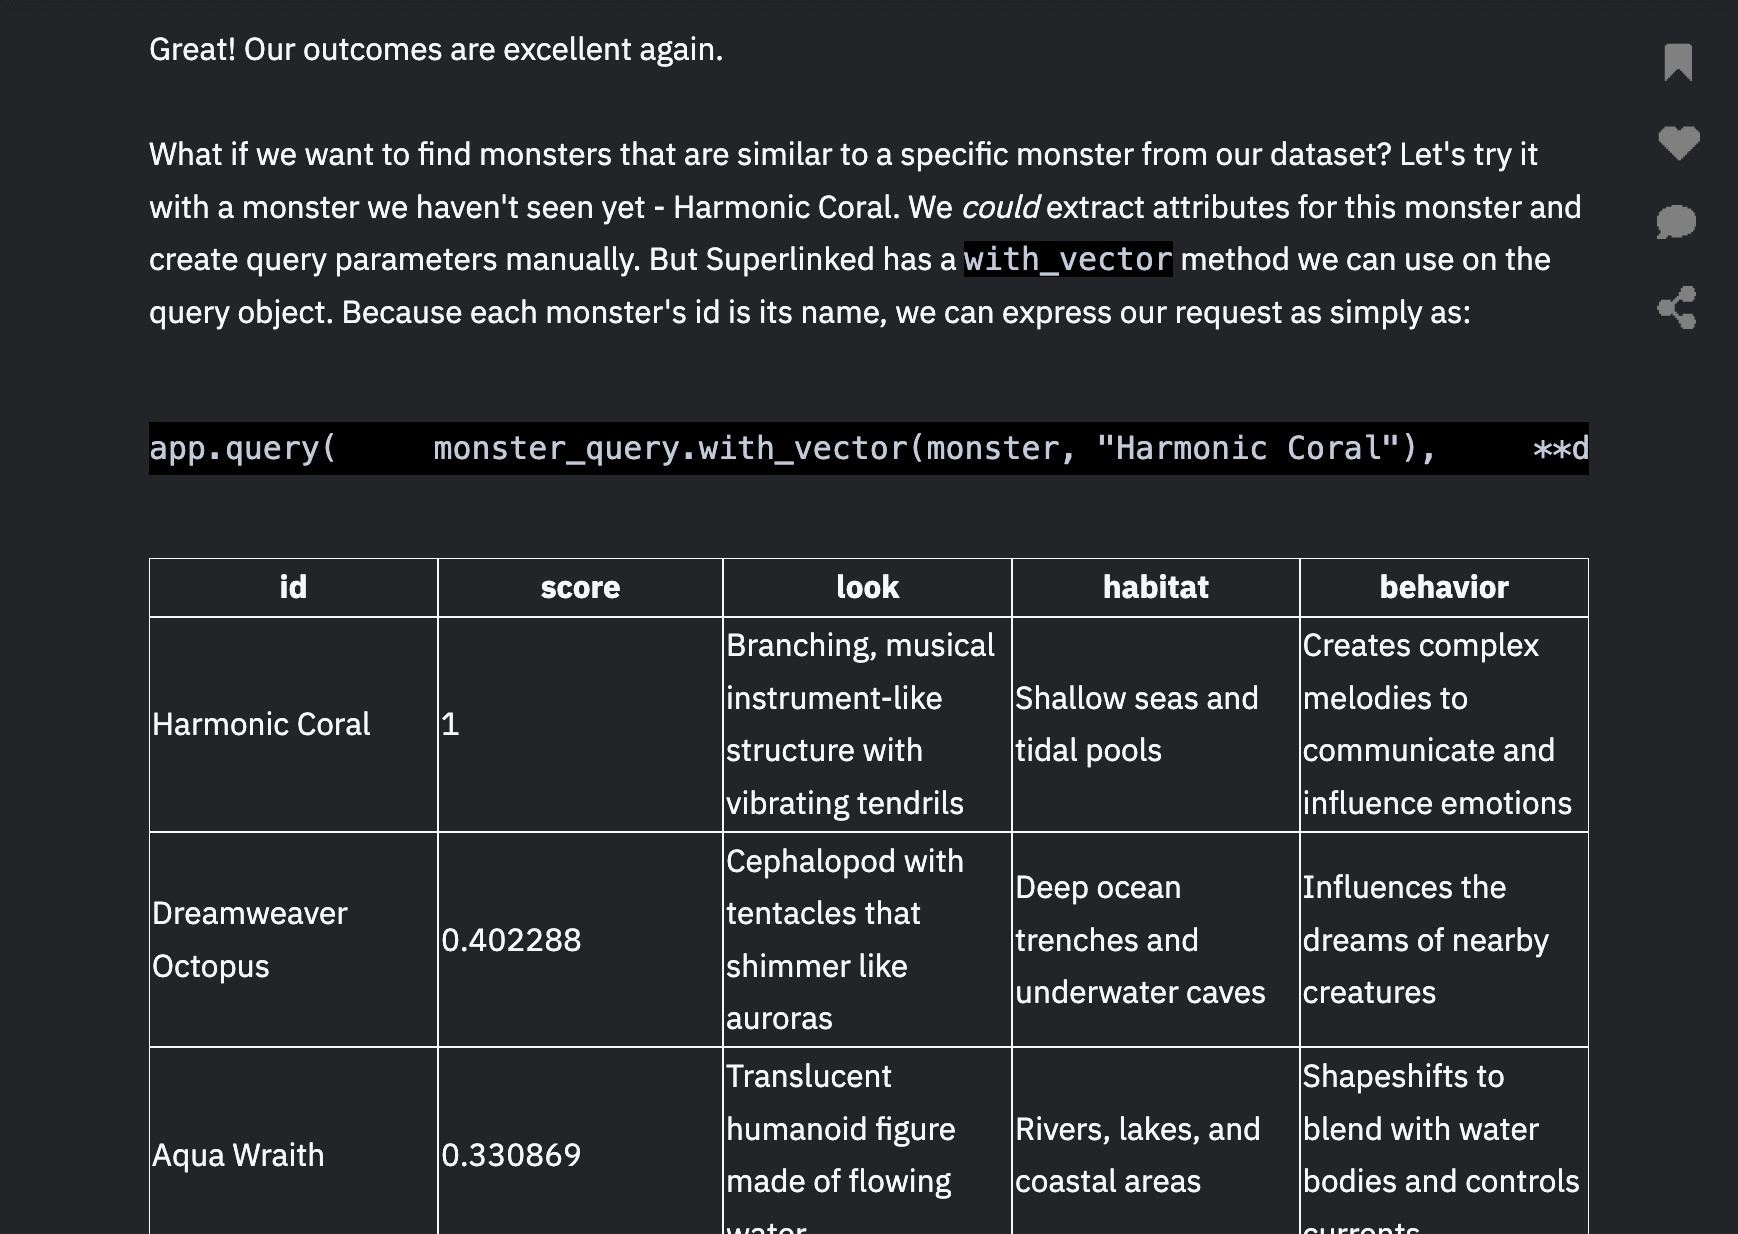 Great! Our outcomes are excellent again.
What if we want to find monsters that are similar to a specific monster from our dataset? Let's try it
with a monster we haven't seen yet - Harmonic Coral. We could extract attributes for this monster and
create query parameters manually. But Superlinked has a with_vector method we can use on the
query object. Because each monster's id is its name, we can express our request as simply as:
app.query(     monster_query.with_vector(monster, "Harmonic Coral"),     **d
id score look habitat behavior
Harmonic Coral
1
Branching, musical
instrument-like
structure with
vibrating tendrils
Shallow seas and
tidal pools
Creates complex
melodies to
communicate and
influence emotions
Dreamweaver
Octopus
0.402288
Cephalopod with
tentacles that
shimmer like
auroras
Deep ocean
trenches and
underwater caves
Influences the
dreams of nearby
creatures
Aqua Wraith
0.330869
Translucent
humanoid figure
made of flowing
water
Rivers, lakes, and
coastal areas
Shapeshifts to
blend with water
bodies and controls
currents